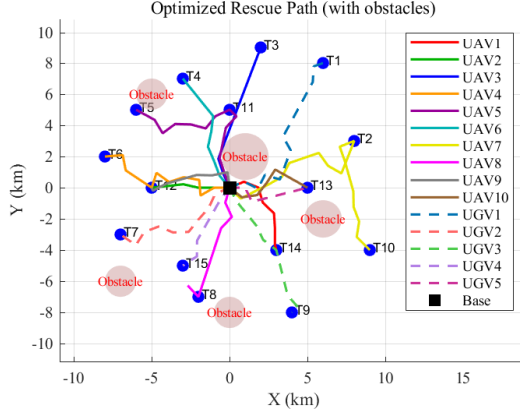 Optimized Rescue Path (with obstacles)
10
8
6
4
2
0
-2
-4
-6
-8
-10
Y (km)
-10
-5
0
5
10
15
X (km)
T3
T1
T4
Obstacle
T5
T11
T2
T6
Obstacle
T12
T13
Obstacle
T7
T14
T10
T15
Obstacle
T8
Obstacle
T9
UAV1
UAV2
UAV3
UAV4
UAV5
UAV6
UAV7
UAV8
UAV9
UAV10
UGV1
UGV2
UGV3
UGV4
UGV5
Base